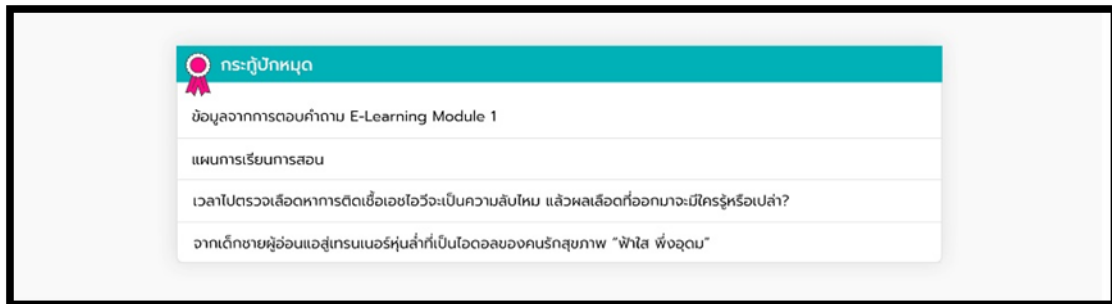 กระทู้ปักหมุด
ข้อมูลจากการตอบคำถาม E-Learning Module 1
แผนการเรียนการสอน
เวลาไปตรวจเลือดหาการติดเชื้อเอชไอวีจะเป็นความลับไหม แล้วผลเลือดที่ออกมาจะมีใครรู้หรือเปล่า?
จากเด็กชายผู้อ่อนแอสู่เทรนเนอร์หุ่นล่ำที่เป็นไอดอลของคนรักสุขภาพ “ฟ้าใส พึ่งอุดม”